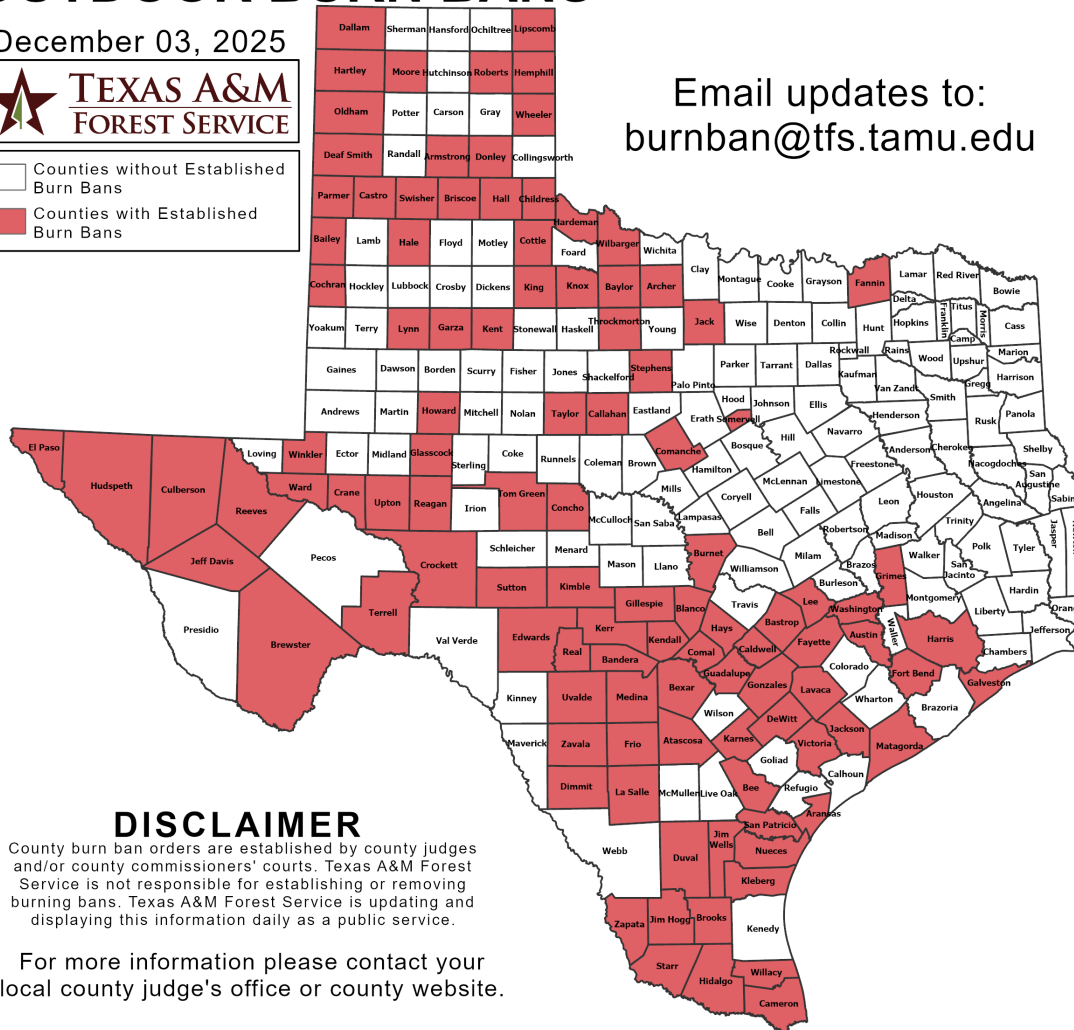 December 03, 2025
TEXAS A&M
FOREST SERVICE
Counties without Established
Burn Bans
Counties with Established
Burn Bans
Email updates to:
burnban@tfs.tamu.edu
Dallam Sherman Hansford Ochiltree Lipscomb
Hartley Moore Hutchinson Roberts Hemphill
Oldham Potter Carson Gray Wheeler
Deaf Smith Randall Armstrong Donley Collingsworth
Parmer Castro Swisher Briscoe Hall Childress
Hardeman
Bailey Lamb Hale Floyd Motley Cottle Foard Wilbarger Wichita
Clay Montague Cooke Grayson Fannin Lamar Red River Bowie
Cochran Hockley Lubbock Crosby Dickens King Knox Baylor Archer
Delta Franklin Titus Morris Cass
Yoakum Terry Lynn Garza Kent Stonewall Haskell Throckmorton Young Jack Wise Denton Collin Hunt Hopkins Camp
Rockwall Rains Wood Upshur Marion
Gaines Dawson Borden Scurry Fisher Jones Shackelford Stephens Palo Pinto Parker Tarrant Dallas Kaufman Van Zandt Smith Gregg Harrison
Andrews Martin Howard Mitchell Nolan Taylor Callahan Eastland Erath Hood Somervell Johnson Ellis Henderson Rusk Panola
El Paso Hudspeth Culberson Loving Winkler Ector Midland Glasscock Sterling Coke Runnels Coleman Brown Comanche Hamilton Bosque Hill Navarro Freestone Anderson Cherokee Nacogdoches Shelby
San
Augustine
Reeves Ward Crane Upton Reagan Irion Tom Green Concho McCulloch San Saba Mills Lampasas Coryell McLennan Limestone Falls Leon Houston Angelina
Jeff Davis Pecos Crockett Schleicher Menard Mason Llano Burnet Bell Milam Robertson Madison Trinity Polk Tyler Jasper
Presidio Brewster Terrell Val Verde Sutton Kimble Gillespie Blanco Williamson Travis Burleson Brazos Grimes Walker
San
Jacinto
Montgomery Liberty Hardin
Edwards Real Kerr Bandera Kendall Comal Hays Caldwell Bastrop Lee Fayette Washington Austin Waller Harris Chambers Jefferson
Kinney Uvalde Medina Bexar Guadalupe Gonzales Lavaca Colorado Wharton Fort Bend Brazoria Galveston
Maverick Zavala Frio Atascosa Wilson Karnes DeWitt Victoria Jackson Matagorda
Dimmit La Salle McMullen Live Oak Bee Goliad Refugio Calhoun Aransas
Webb Duval
Jim
Wells
San Patricio Nueces Kleberg
Zapata Jim Hogg Brooks Kenedy
Starr Hidalgo Willacy Cameron
DISCLAIMER
County burn ban orders are established by county judges
and/or county commissioners' courts. Texas A&M Forest
Service is not responsible for establishing or removing
burning bans. Texas A&M Forest Service is updating and
displaying this information daily as a public service.
For more information please contact your
local county judge's office or county website.